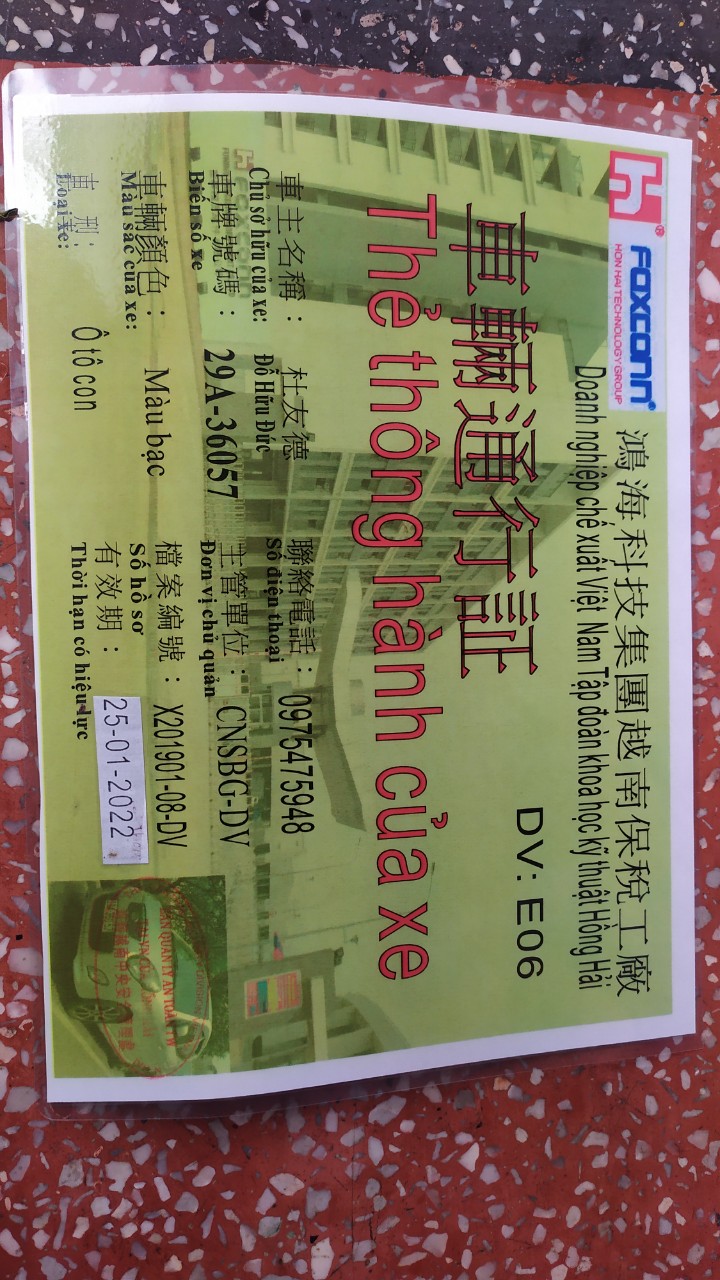 FOXCONN®
HON HAI TECHNOLOGY GROUP
鴻海科技集團越南保稅工廠
Doanh nghiệp chế xuất Việt Nam Tập đoàn khoa học kỹ thuật Hồng Hải
DV: E06
車輛通行証
Thẻ thông hành của xe
車主名稱： 杜友德 聯絡電話： 0975475948
Chủ sở hữu của xe: Đỗ Hữu Đức Số điện thoại
車牌號碼： 29A-36057 主管單位： CNSBG-DV
Biển số xe Đơn vị chủ quản
車輛顏色： Màu bạc 檔案編號： X201901-08-DV
Màu sắc của xe: Số hồ sơ
車型： Ô tô con 有效期： 25-01-2022
Loại xe: Thời hạn có hiệu lực
FOXCONN
BAN QUẢN LÝ AN TOÀN